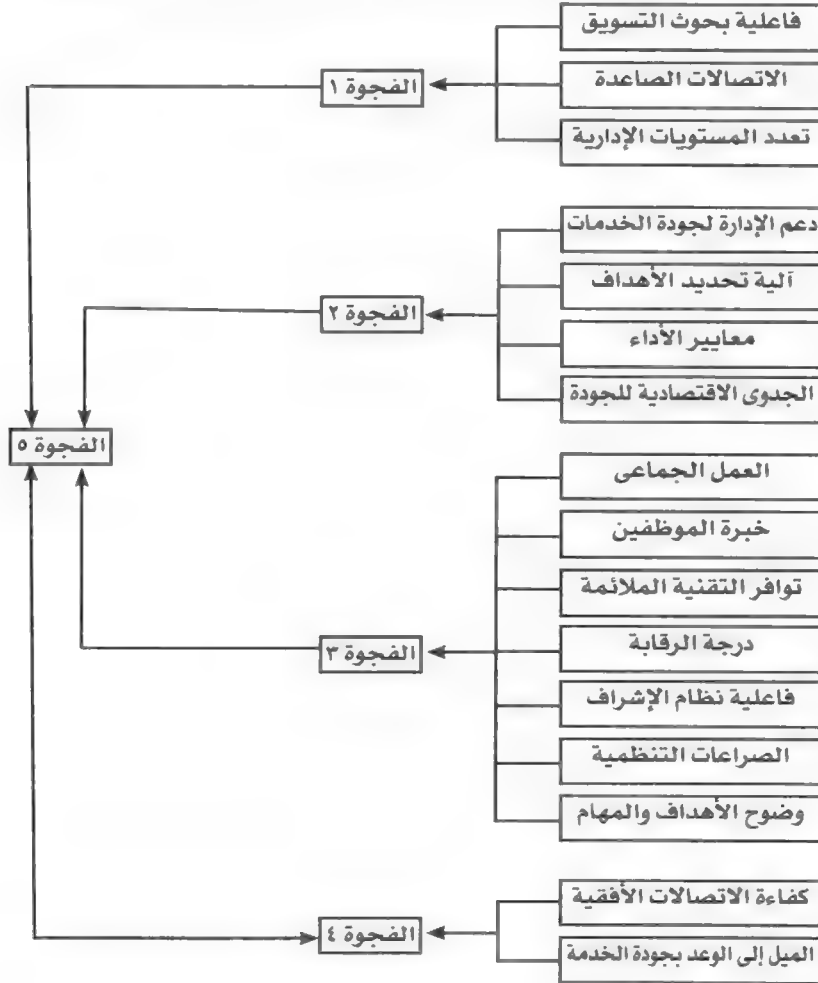 فاعلية بحوث التسويق
الاتصالات الصاعدة
تعدد المستويات الإدارية
الفجوة ١
دعم الإدارة لجودة الخدمات
آلية تحديد الأهداف
معايير الأداء
الجدوى الاقتصادية للجودة
الفجوة ٢
الفجوة ٥
العمل الجماعى
خبرة الموظفين
توافر التقنية الملائمة
درجة الرقابة
فاعلية نظام الإشراف
الصراعات التنظمية
وضوح الأهداف والمهام
الفجوة ٣
كفاءة الاتصالات الأفقية
الميل إلى الوعد بجودة الخدمة
الفجوة ٤